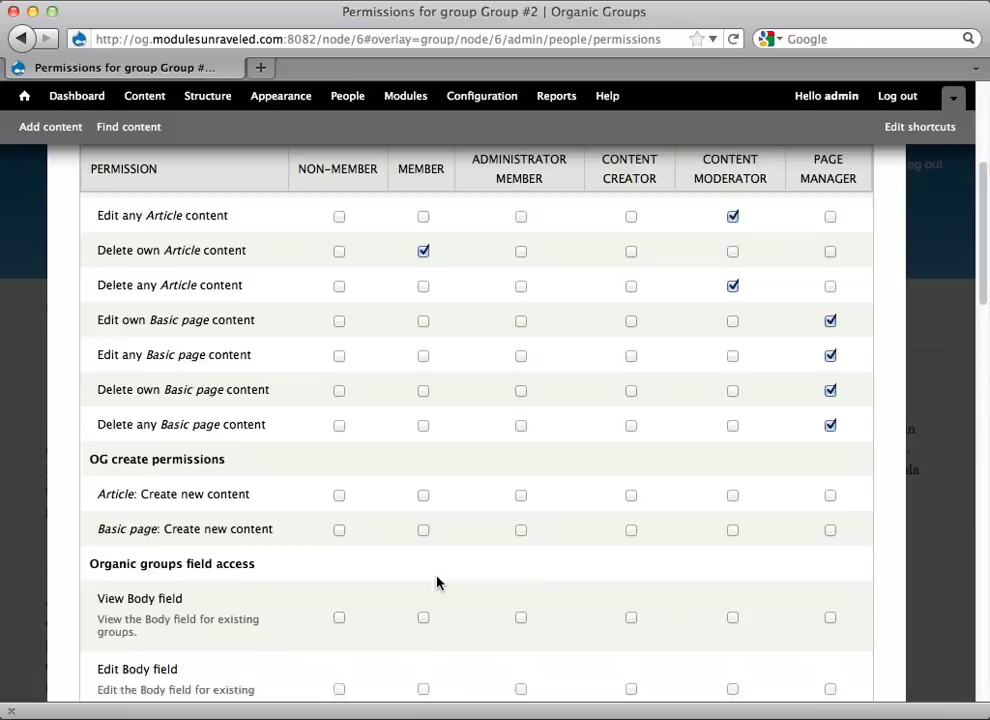 Permissions for group Group #2 | Organic Groups
http://og.modulesunraveled.com:8082/node/6#overlay=group/node/6/admin/people/permissions
Google
Permissions for group Group #...
Dashboard Content Structure Appearance People Modules Configuration Reports Help Hello admin Log out
Add content Find content Edit shortcuts
og out
PERMISSION NON-MEMBER MEMBER ADMINISTRATOR MEMBER CONTENT CREATOR CONTENT MODERATOR PAGE MANAGER
Edit any Article content
Delete own Article content
Delete any Article content
Edit own Basic page content
Edit any Basic page content
Delete own Basic page content
Delete any Basic page content
OG create permissions
Article: Create new content
Basic page: Create new content
Organic groups field access
View Body field
View the Body field for existing
groups.
Edit Body field
Edit the Body field for existing